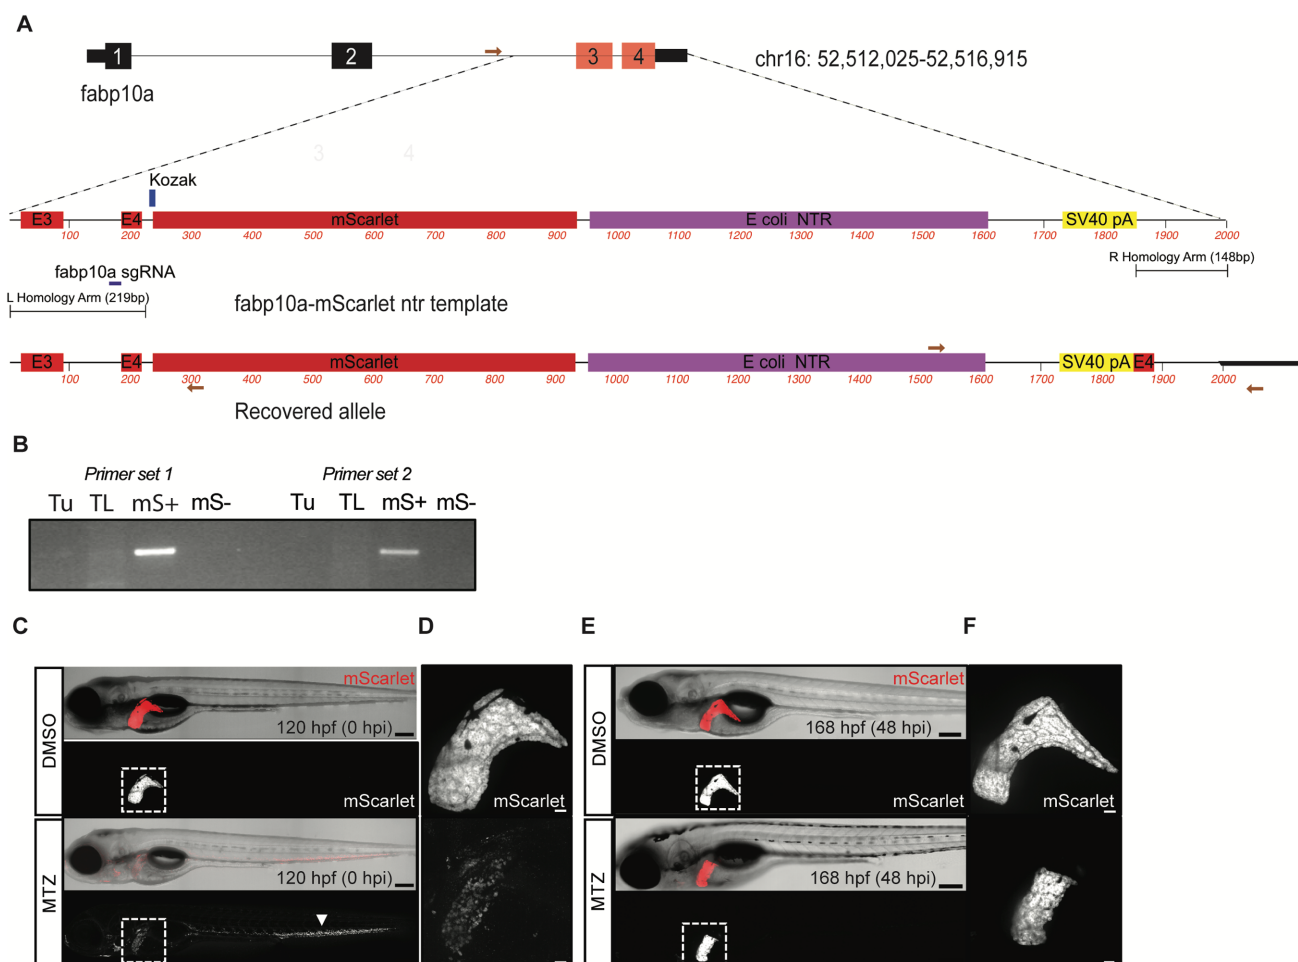 A
1 2 3 4
chr16: 52,512,025-52,516,915
fabp10a
3 4
Kozak
E3 E4 mScarlet E coli NTR SV40 pA
100 200 300 400 500 600 700 800 900 1000 1100 1200 1300 1400 1500 1600 1700 1800 1900 2000
R Homology Arm (148bp)
fabp10a sgRNA
L Homology Arm (219bp)
fabp10a-mScarlet ntr template
E3 E4 mScarlet E coli NTR SV40 pA E4
100 200 300 400 500 600 700 800 900 1000 1100 1200 1300 1400 1500 1600 1700 1800 1900 2000
Recovered allele
B
Primer set 1 Primer set 2
Tu TL mS+ mS- Tu TL mS+ mS-
C D E F
DMSO
mScarlet
120 hpf (0 hpi)
mScarlet
mScarlet
MTZ
120 hpf (0 hpi)
DMSO
mScarlet
168 hpf (48 hpi)
mScarlet
mScarlet
MTZ
168 hpf (48 hpi)